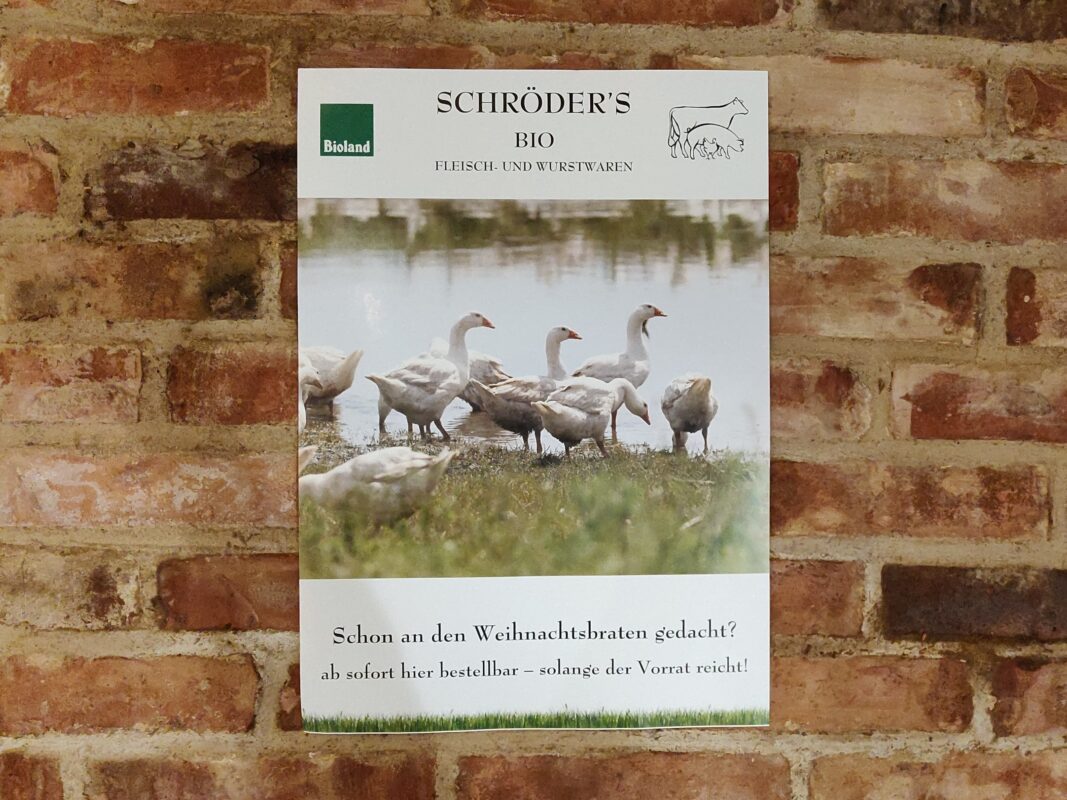 Bioland
SCHRÖDER'S
BIO
FLEISCH- UND WURSTWAREN
Schon an den Weihnachtsbraten gedacht?
ab sofort hier bestellbar – solange der Vorrat reicht!